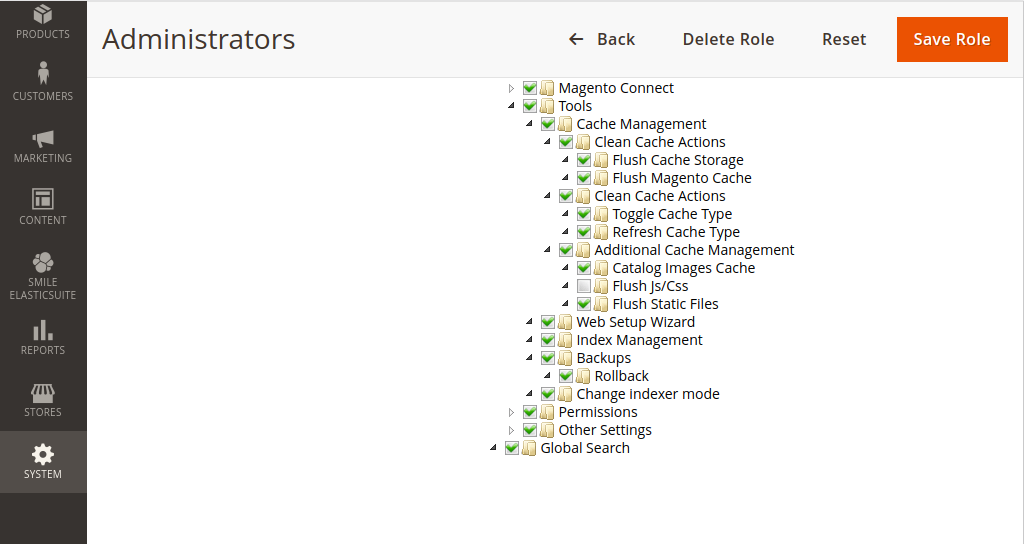 PRODUCTS
CUSTOMERS
MARKETING
CONTENT
SMILE
ELASTICSUITE
REPORTS
STORES
SYSTEM
Administrators
Back
Delete Role
Reset
Save Role
Magento Connect
Tools
Cache Management
Clean Cache Actions
Flush Cache Storage
Flush Magento Cache
Clean Cache Actions
Toggle Cache Type
Refresh Cache Type
Additional Cache Management
Catalog Images Cache
Flush Js/Css
Flush Static Files
Web Setup Wizard
Index Management
Backups
Rollback
Change indexer mode
Permissions
Other Settings
Global Search